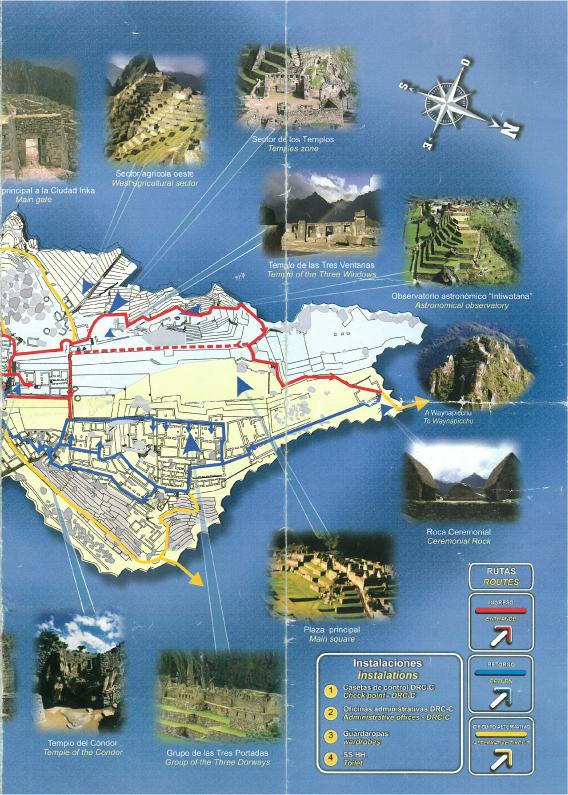 O
S
N
E
principal a la Ciudad Inka
Main gate
Sector agrícola oeste
West agricultural sector
Sector de los Templos
Temples zone
Templo de las Tres Ventanas
Temple of the Three Windows
Observatorio astronómico "Intiwatana"
Astronomical observatory
A Waynapicchu
To Waynapicchu
Roca Ceremonial
Ceremonial Rock
Plaza principal
Main square
Templo del Cóndor
Temple of the Condor
Grupo de las Tres Portadas
Group of the Three Dorways
Instalaciones
Instalations
1 Casetas de control DRC-C
Check point - DRC-C
2 Oficinas administrativas DRC-C
Administrative offices - DRC-C
3 Guardaropas
wardrobes
4 SS.HH.
Toilet
RUTAS
ROUTES
INGRESO
ENTRANCE
RETORNO
RETURN
CIRCUITO ALTERNATIVO